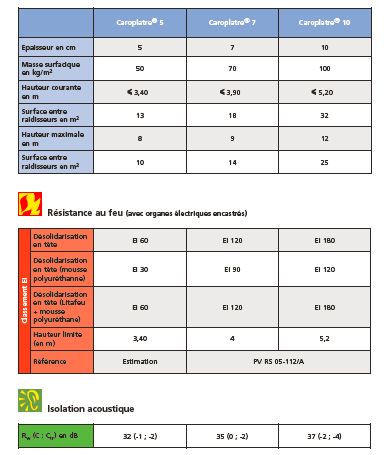 Caroplatre® 5 Caroplatre® 7 Caroplatre® 10
Epaisseur en cm 5 7 10
Masse surfacique
en kg/m² 50 70 100
Hauteur courante
en m ≤ 3,40 ≤ 3,90 ≤ 5,20
Surface entre
raidisseurs en m² 13 18 32
Hauteur maximale
en m 8 9 12
Surface entre
raidisseurs en m² 10 14 25
Résistance au feu (avec organes électriques encastrés)
Classement EI
Désolidarisation
en tête EI 60 EI 120 EI 180
Désolidarisation
en tête (mousse
polyuréthanne) EI 30 EI 90 EI 120
Désolidarisation
en tête (Litafeu
+ mousse
polyuréthane) EI 60 EI 120 EI 180
Hauteur limite
(en m) 3,40 4 5,2
Référence Estimation PV RS 05-112/A
Isolation acoustique
Rw (C ; Ctr) en dB 32 (-1 ; -2) 35 (0 ; -2) 37 (-2 ; -4)